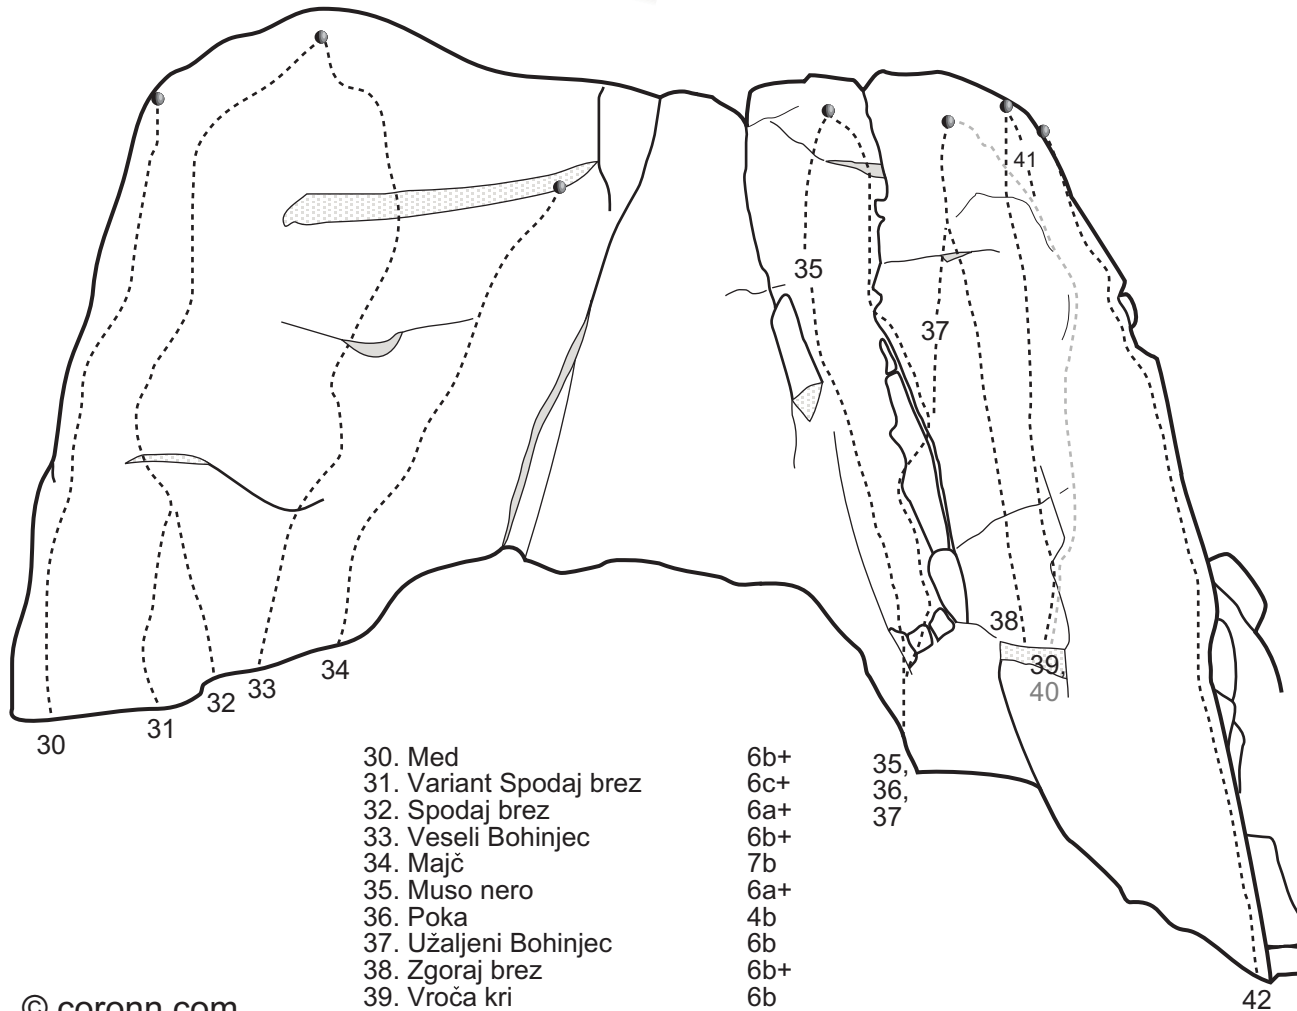 41
35
37
38
39,
40
34
33
32
31
30
30. Med 6b+
31. Variant Spodaj brez 6c+
32. Spodaj brez 6a+
33. Veseli Bohinjec 6b+
34. Majč 7b
35. Muso nero 6a+
36. Poka 4b
37. Užaljeni Bohinjec 6b
38. Zgoraj brez 6b+
39. Vroča kri 6b
35,
36,
37
42
© coronn.com